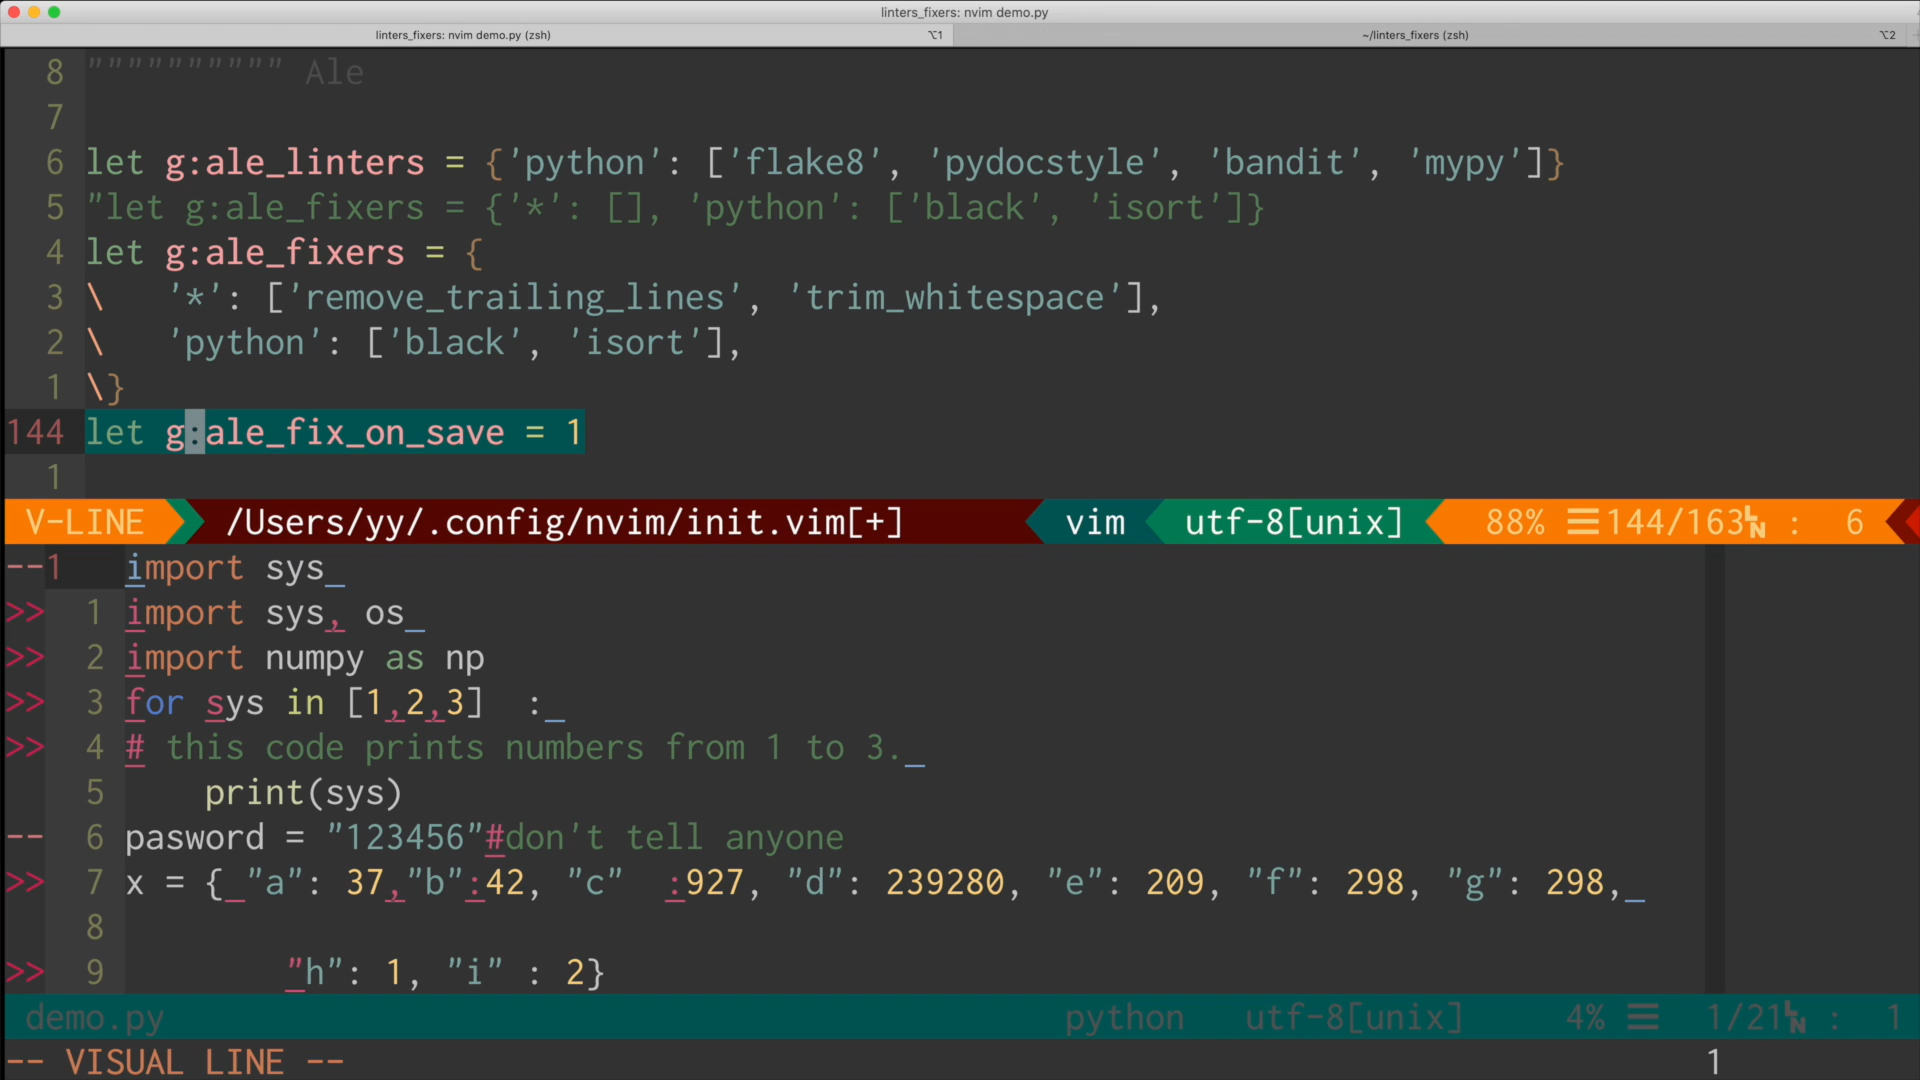 linters_fixers: nvim demo.py
linters_fixers: nvim demo.py (zsh) ⌥1 ~/linters_fixers (zsh) ⌥2
8 """""""""" Ale
7
6 let g:ale_linters = {'python': ['flake8', 'pydocstyle', 'bandit', 'mypy']}
5 "let g:ale_fixers = {'*': [], 'python': ['black', 'isort']}
4 let g:ale_fixers = {
3 \   '*': ['remove_trailing_lines', 'trim_whitespace'],
2 \   'python': ['black', 'isort'],
1 \}
144 let g:ale_fix_on_save = 1
1
V-LINE /Users/yy/.config/nvim/init.vim[+] vim utf-8[unix] 88% ☰144/163␤ : 6
--1 import sys_
>> 1 import sys, os_
>> 2 import numpy as np
>> 3 for sys in [1,2,3]  :_
>> 4 # this code prints numbers from 1 to 3._
5     print(sys)
-- 6 pasword = "123456"#don't tell anyone
>> 7 x = {_"a": 37,"b":42, "c"  :927, "d": 239280, "e": 209, "f": 298, "g": 298,_
8
>> 9         "h": 1, "i" : 2}
demo.py python utf-8[unix] 4% ☰ 1/21␤ : 1
-- VISUAL LINE -- 1